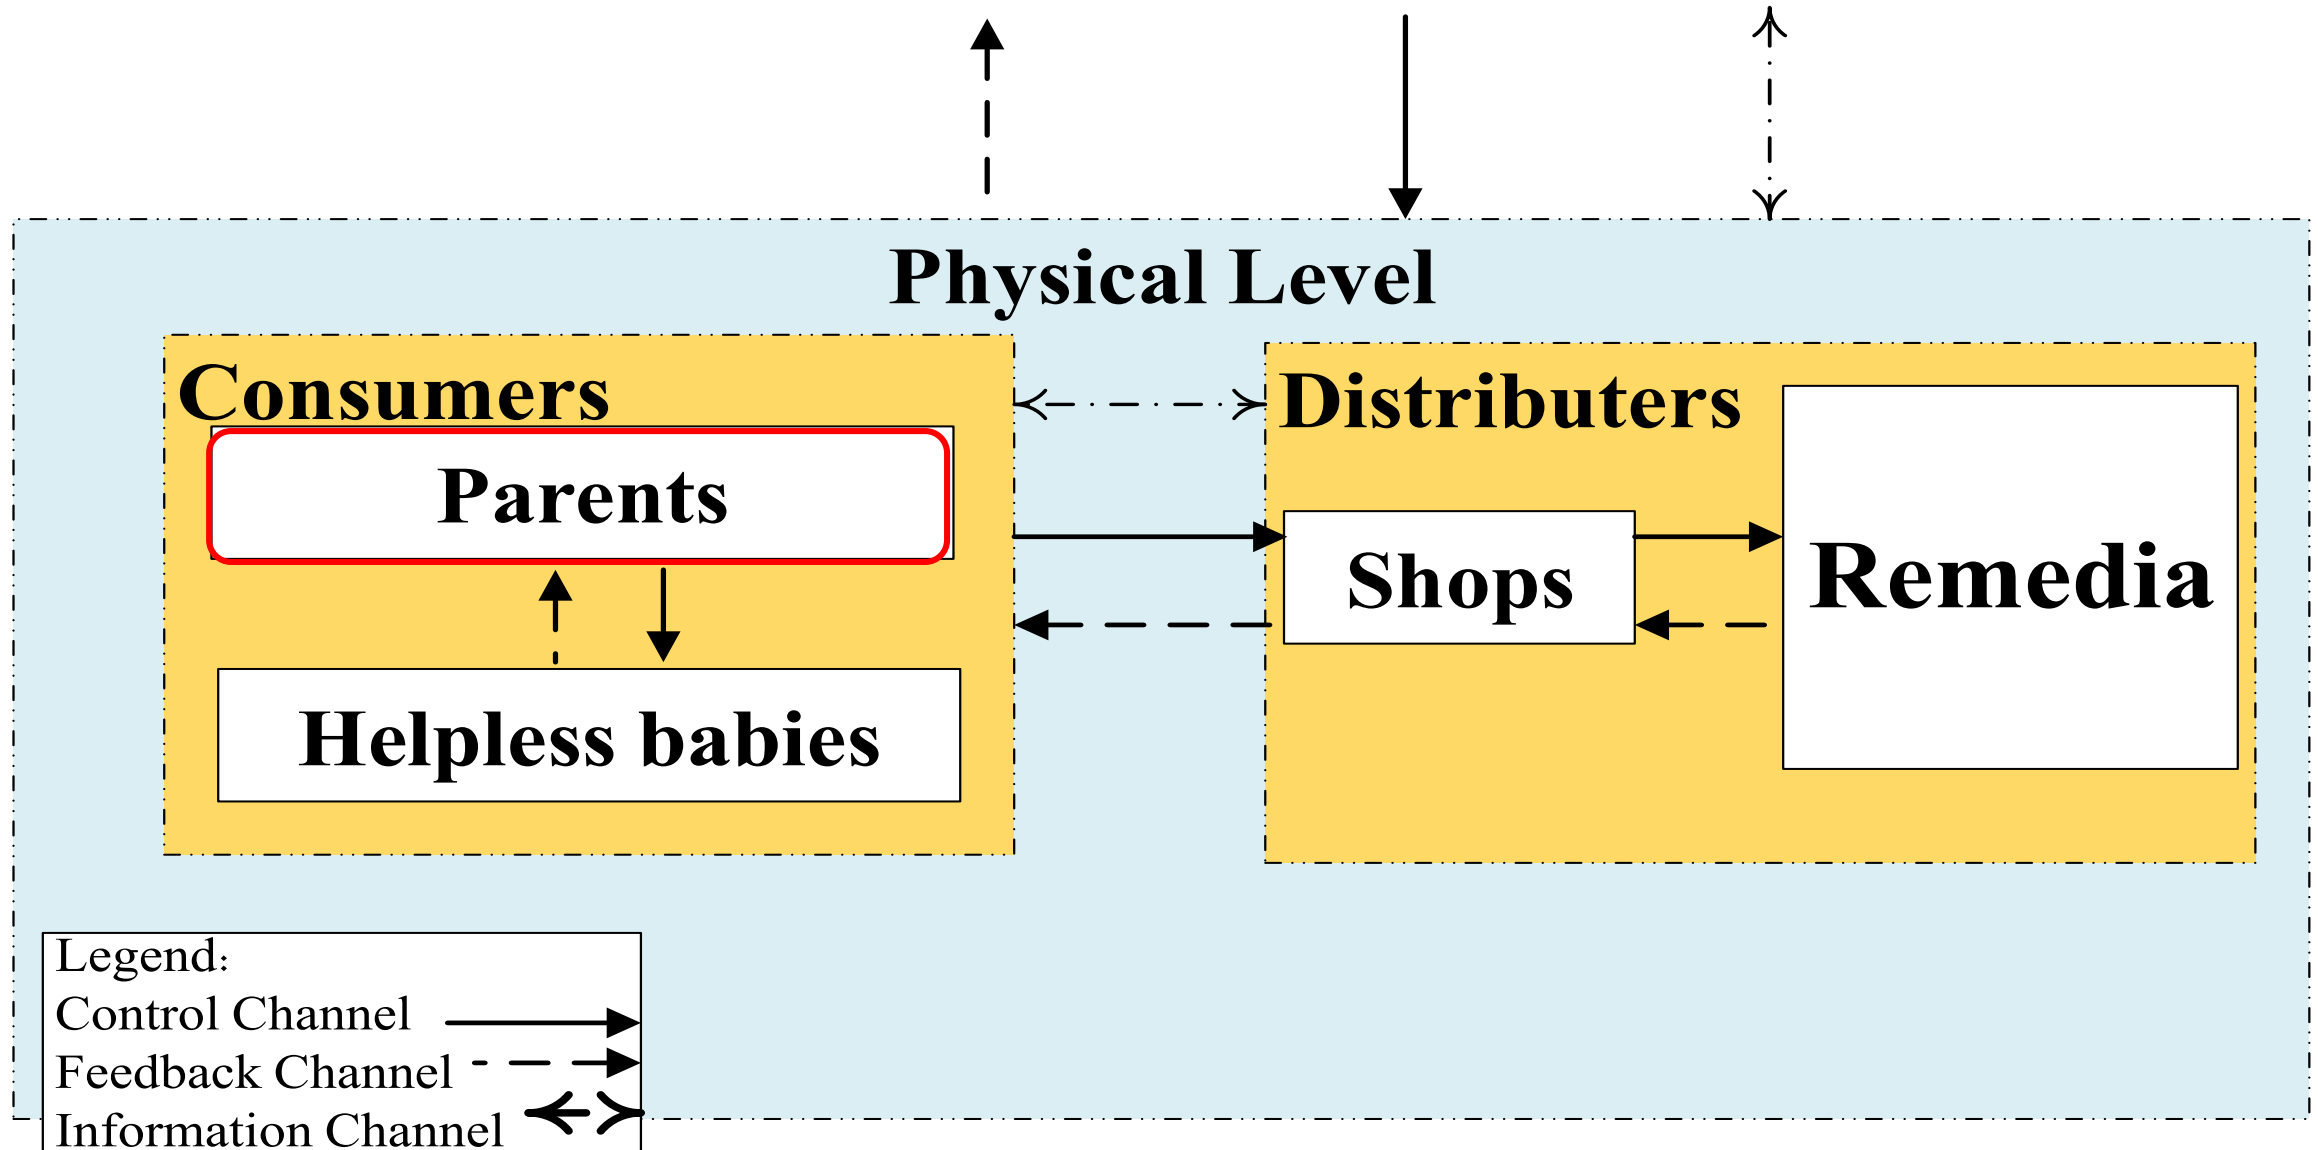 Physical Level
Consumers
Distributers
Parents
Shops
Remedia
Helpless babies
Legend:
Control Channel
Feedback Channel
Information Channel